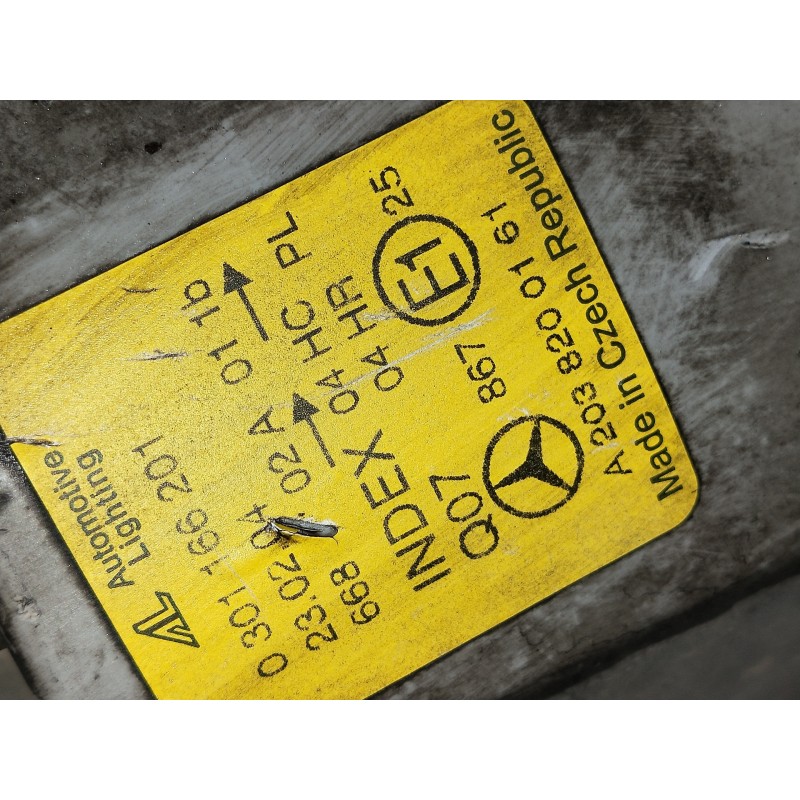 AL Automotive Lighting
0 301 166 201
23.02.04 02 A 01 1b
668 04 HC PL
INDEX 04 HR
Q07 E1 25
867
A 203 820 01 61
Made in Czech Republic